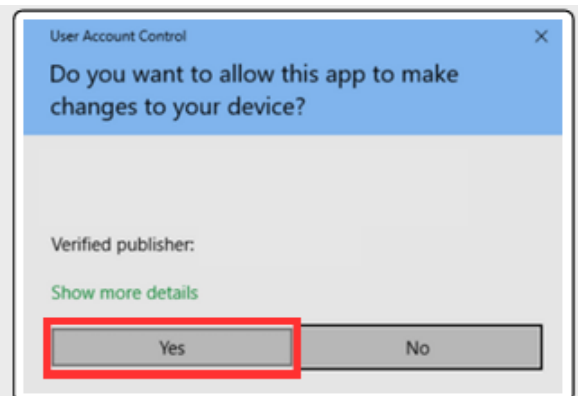 User Account Control
Do you want to allow this app to make
changes to your device?
Verified publisher:
Show more details
Yes
No